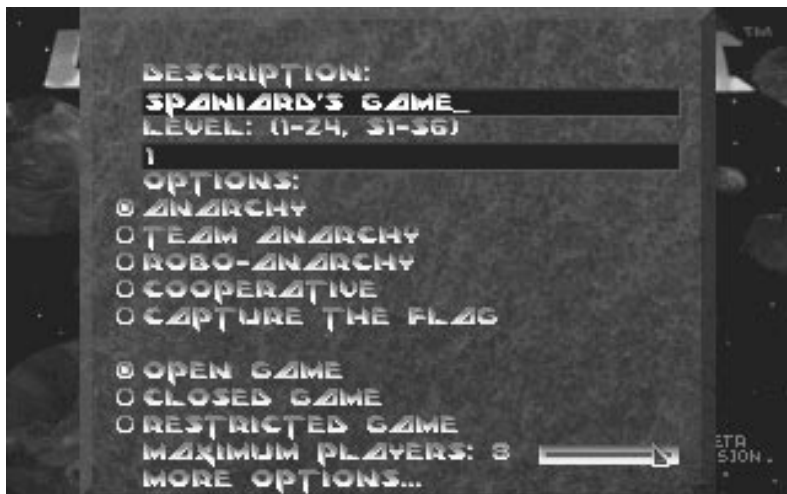 TM
DESCRIPTION:
SPANIARD'S GAME_
LEVEL: (1-24, S1-S6)
1
OPTIONS:
ANARCHY
TEAM ANARCHY
ROBO-ANARCHY
COOPERATIVE
CAPTURE THE FLAG
OPEN GAME
CLOSED GAME
RESTRICTED GAME
MAXIMUM PLAYERS: 8
MORE OPTIONS...